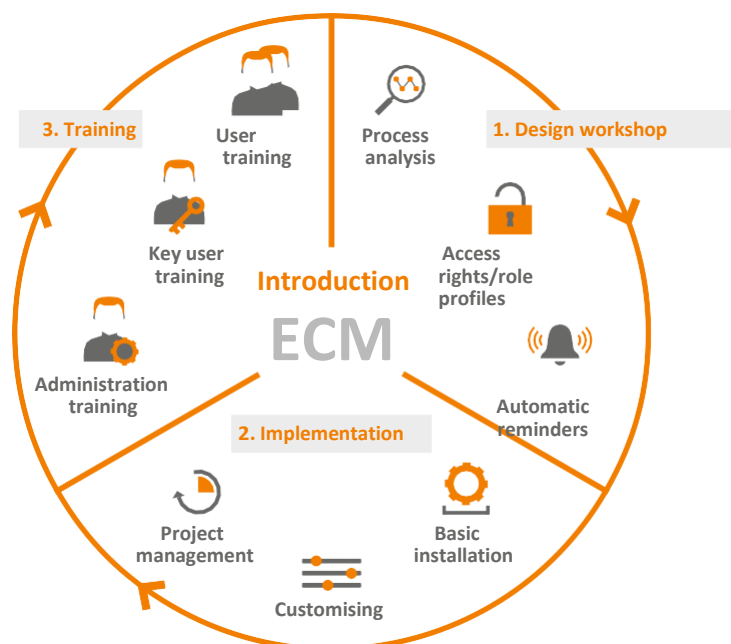 3. Training
User
training
Process
analysis
1. Design workshop
Key user
training
Access
rights/role
profiles
Introduction
ECM
Administration
training
Automatic
reminders
2. Implementation
Project
management
Basic
installation
Customising